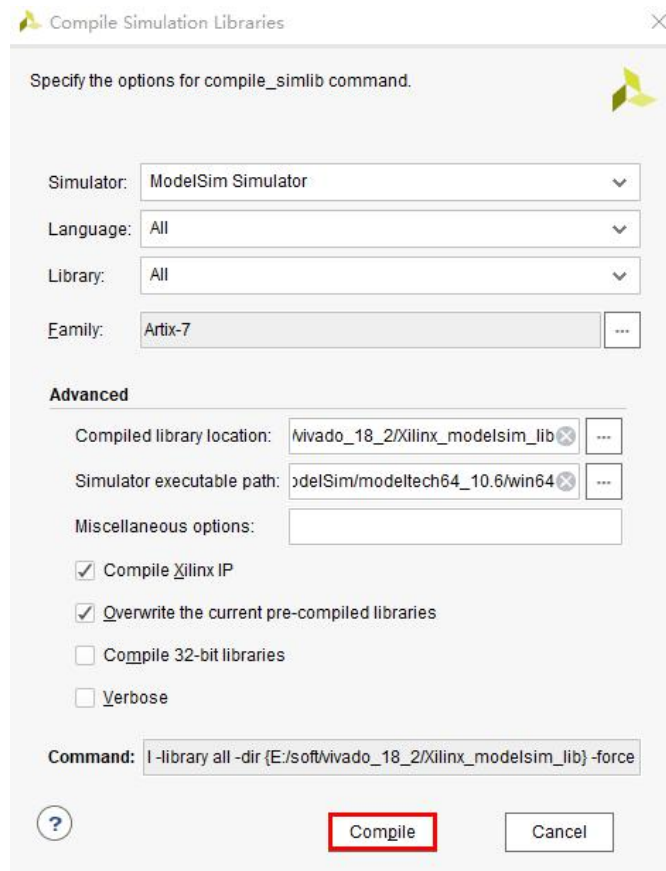 Compile Simulation Libraries
Specify the options for compile_simlib command.
Simulator: ModelSim Simulator
Language: All
Library: All
Family: Artix-7 ...
Advanced
Compiled library location: /vivado_18_2/Xilinx_modelsim_lib ...
Simulator executable path: odelSim/modeltech64_10.6/win64 ...
Miscellaneous options:
Compile Xilinx IP
Overwrite the current pre-compiled libraries
Compile 32-bit libraries
Verbose
Command: l -library all -dir {E:/soft/vivado_18_2/Xilinx_modelsim_lib} -force
? Compile Cancel